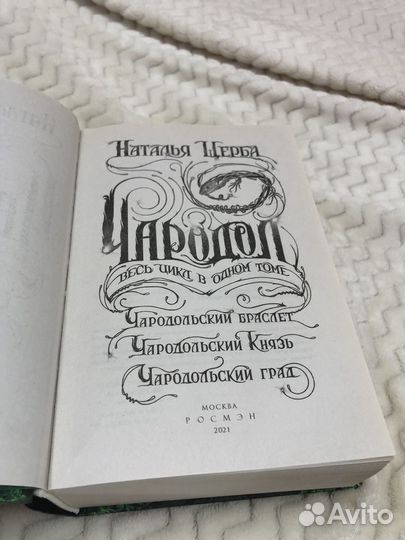 Наталья Щерба
Чародол
весь цикл в одном томе
Чародольский браслет
Чародольский Князь
Чародольский град
МОСКВА
РОСМЭН
2021
Avito